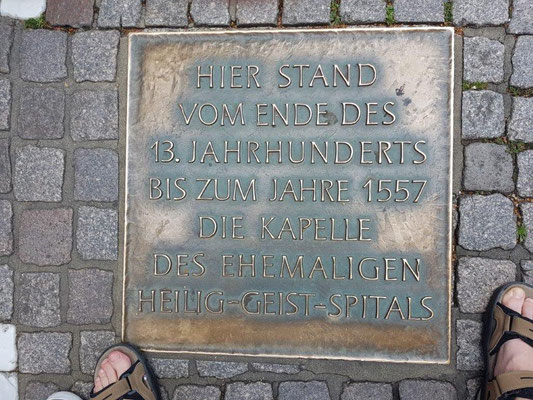 HIER STAND
VOM ENDE DES
13. JAHRHUNDERTS
BIS ZUM JAHRE 1557
DIE KAPELLE
DES EHEMALIGEN
HEILIG-GEIST-SPITALS